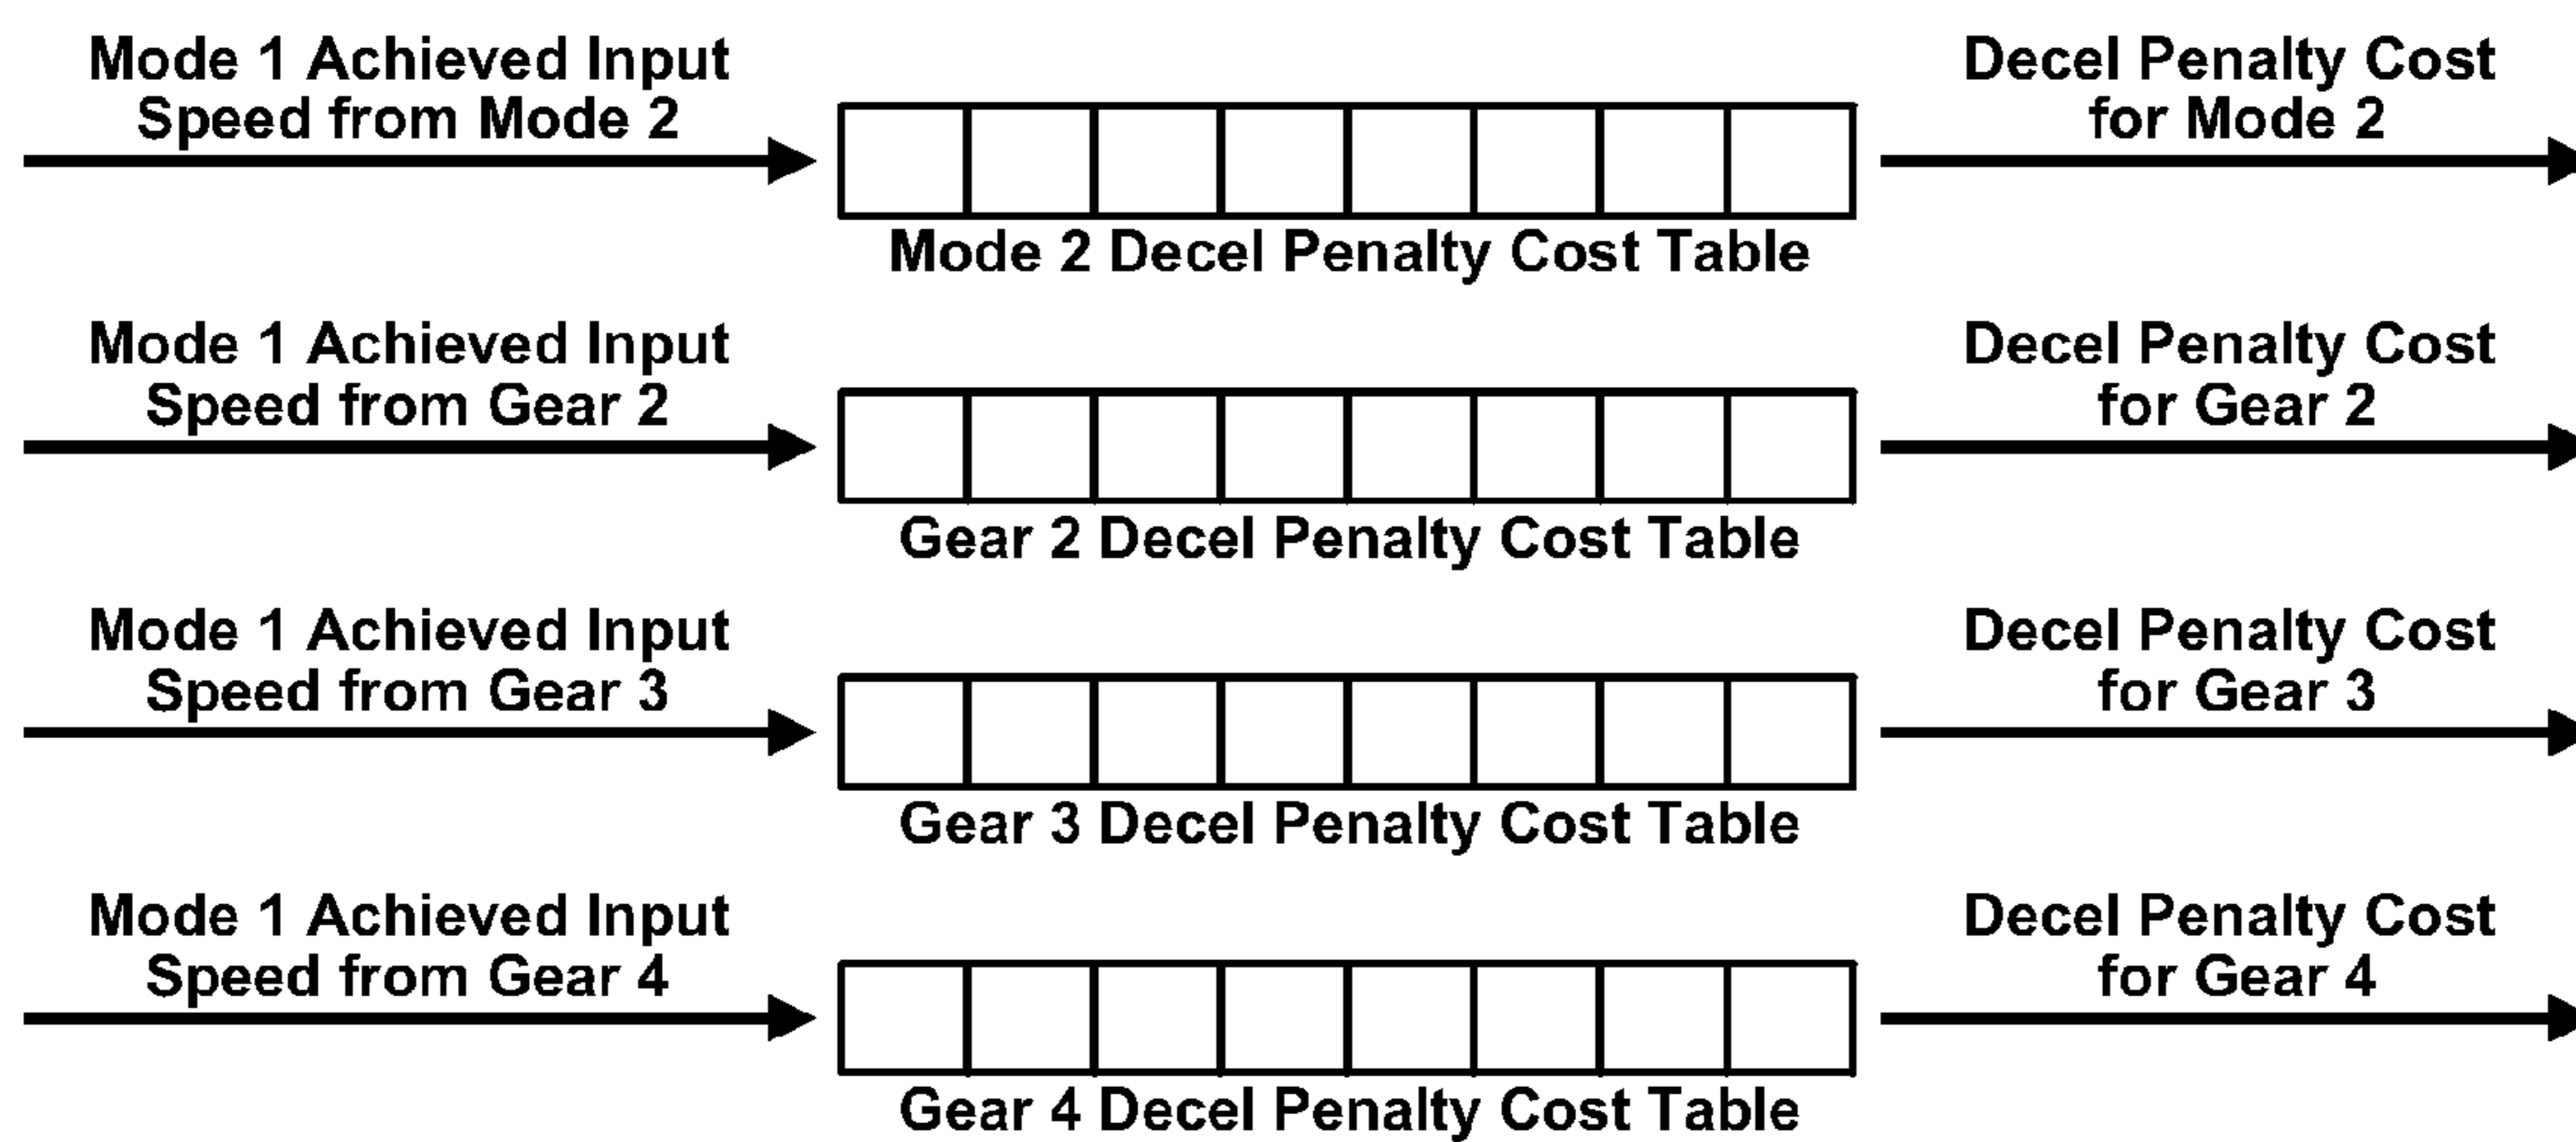 Mode 1 Achieved Input
Speed from Mode 2
Decel Penalty Cost
for Mode 2
Mode 2 Decel Penalty Cost Table
Mode 1 Achieved Input
Speed from Gear 2
Decel Penalty Cost
for Gear 2
Gear 2 Decel Penalty Cost Table
Mode 1 Achieved Input
Speed from Gear 3
Decel Penalty Cost
for Gear 3
Gear 3 Decel Penalty Cost Table
Mode 1 Achieved Input
Speed from Gear 4
Decel Penalty Cost
for Gear 4
Gear 4 Decel Penalty Cost Table